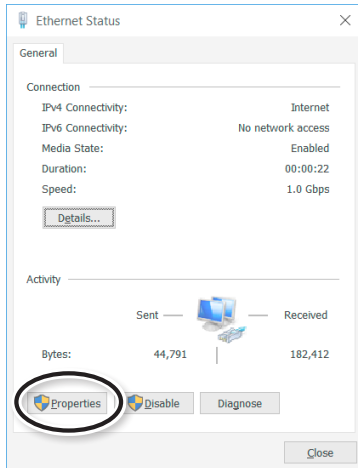 Ethernet Status
General
Connection
IPv4 Connectivity: Internet
IPv6 Connectivity: No network access
Media State: Enabled
Duration: 00:00:22
Speed: 1.0 Gbps
Details...
Activity
Sent Received
Bytes: 44,791 182,412
Properties Disable Diagnose
Close